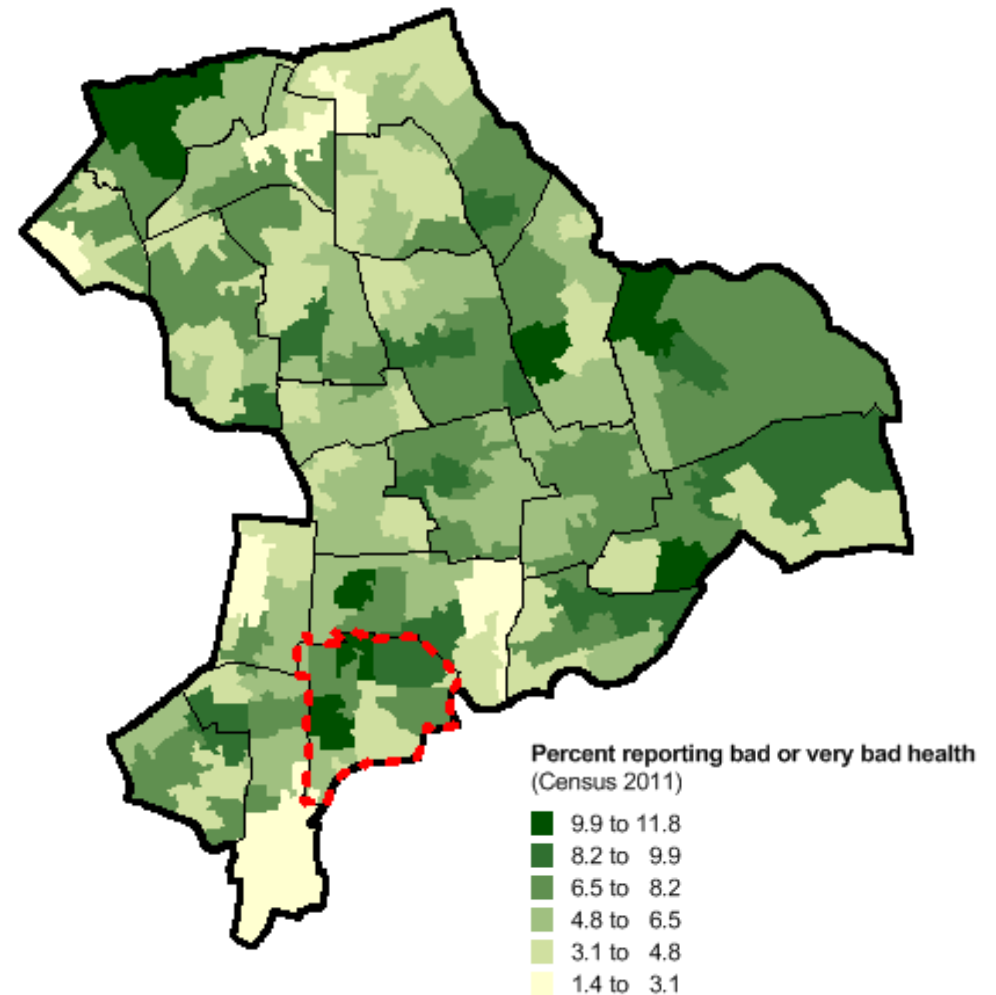 Percent reporting bad or very bad health
(Census 2011)
9.9 to 11.8
8.2 to 9.9
6.5 to 8.2
4.8 to 6.5
3.1 to 4.8
1.4 to 3.1